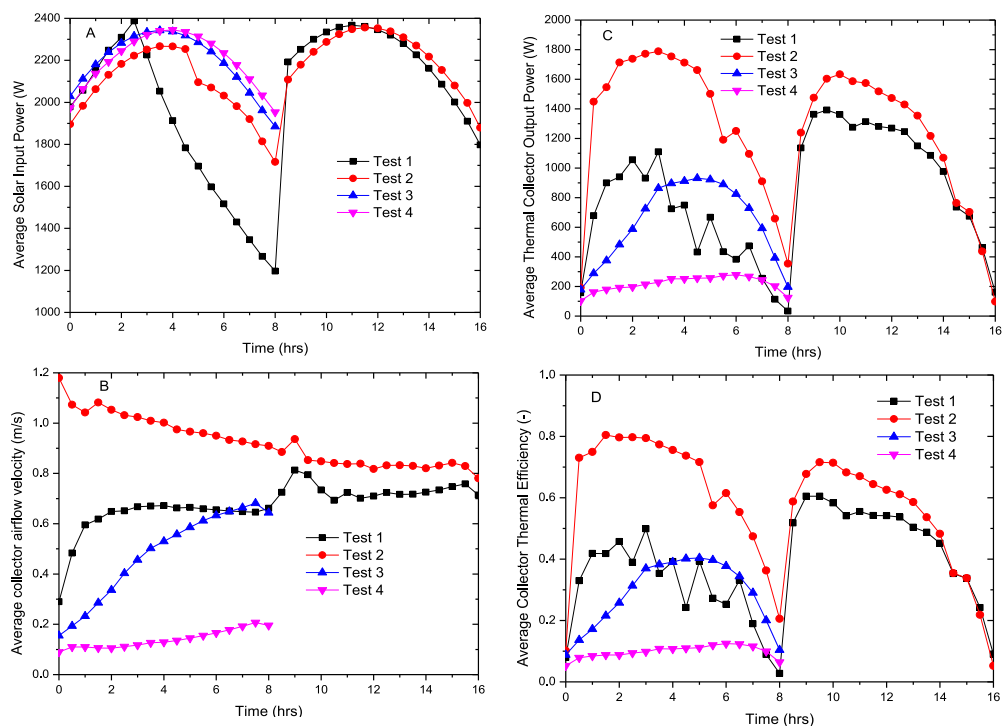 A
Average Solar Input Power (W)
2400
2200
2000
1800
1600
1400
1200
1000
Test 1
Test 2
Test 3
Test 4
0 2 4 6 8 10 12 14 16
Time (hrs)
C
Average Thermal Collector Output Power (W)
2000
1800
1600
1400
1200
1000
800
600
400
200
0
Test 1
Test 2
Test 3
Test 4
0 2 4 6 8 10 12 14 16
Time (hrs)
B
Average collector airflow velocity (m/s)
1.2
1.0
0.8
0.6
0.4
0.2
0.0
Test 1
Test 2
Test 3
Test 4
0 2 4 6 8 10 12 14 16
Time (hrs)
D
Average Collector Thermal Efficiency (-)
1.0
0.8
0.6
0.4
0.2
0.0
Test 1
Test 2
Test 3
Test 4
0 2 4 6 8 10 12 14 16
Time (hrs)